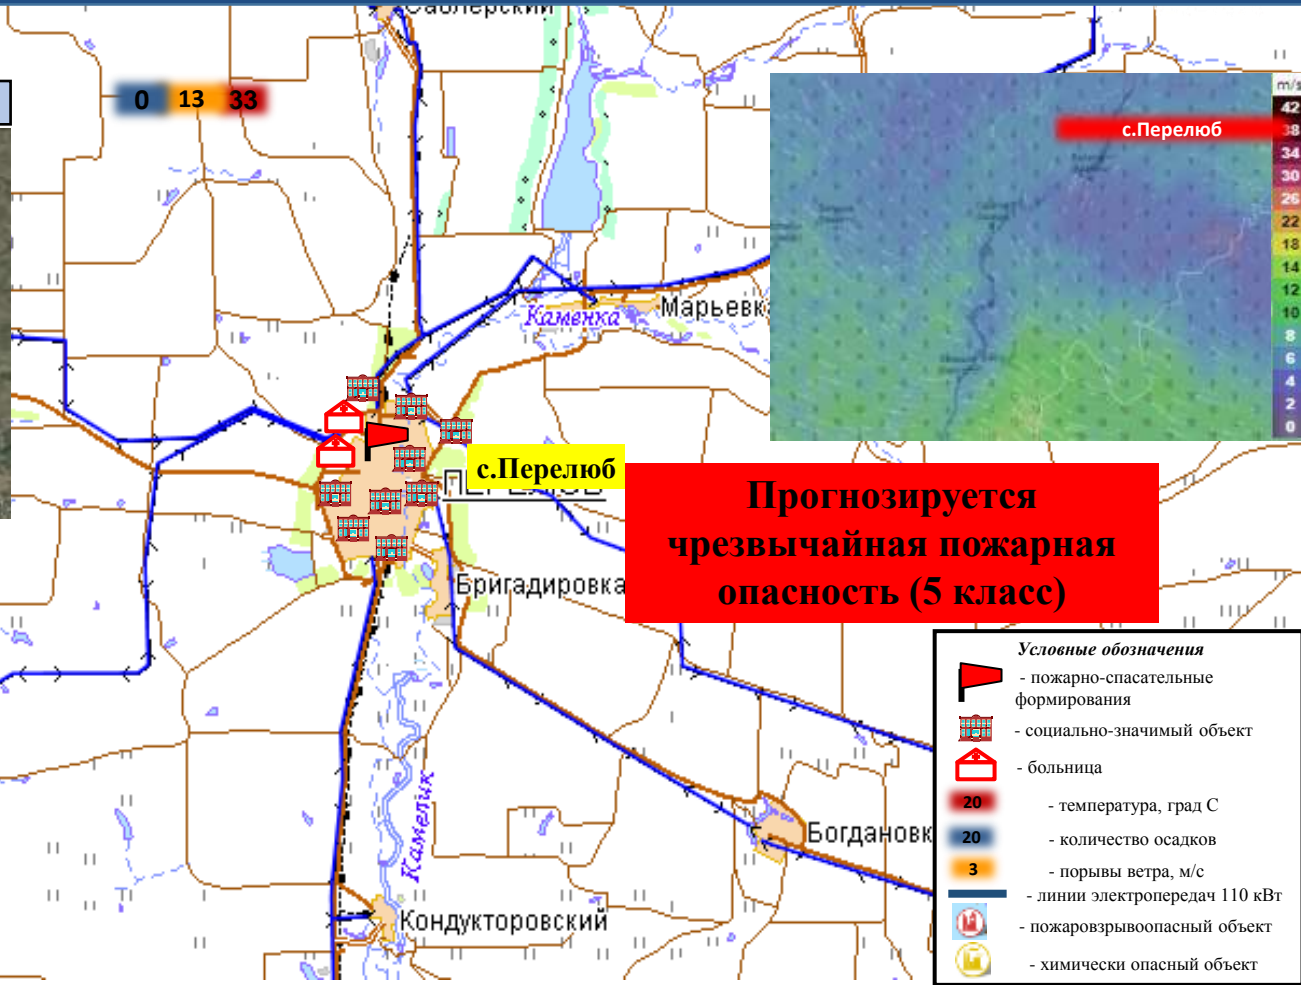 Саблерский
0 13 33
m/s
42
38
34
30
26
22
18
14
12
10
8
6
4
2
0
с.Перелюб
Марьевк
Каменка
с.Перелюб
ПЕРЕЛЮБ
Прогнозируется
чрезвычайная пожарная
опасность (5 класс)
Бригадировка
Камелик
Богдановк
Кондукторовский
Условные обозначения
- пожарно-спасательные
формирования
- социально-значимый объект
- больница
20 - температура, град С
20 - количество осадков
3 - порывы ветра, м/с
- линии электропередач 110 кВт
- пожаровзрывоопасный объект
- химически опасный объект